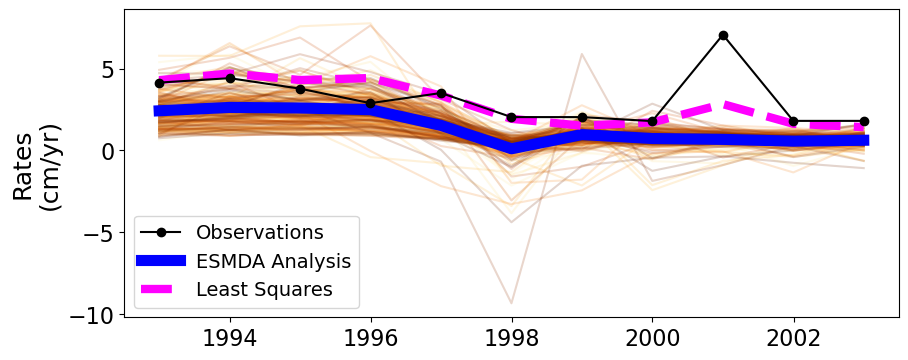 Rates
(cm/yr)
5
0
−5
−10
Observations
ESMDA Analysis
Least Squares
1994
1996
1998
2000
2002